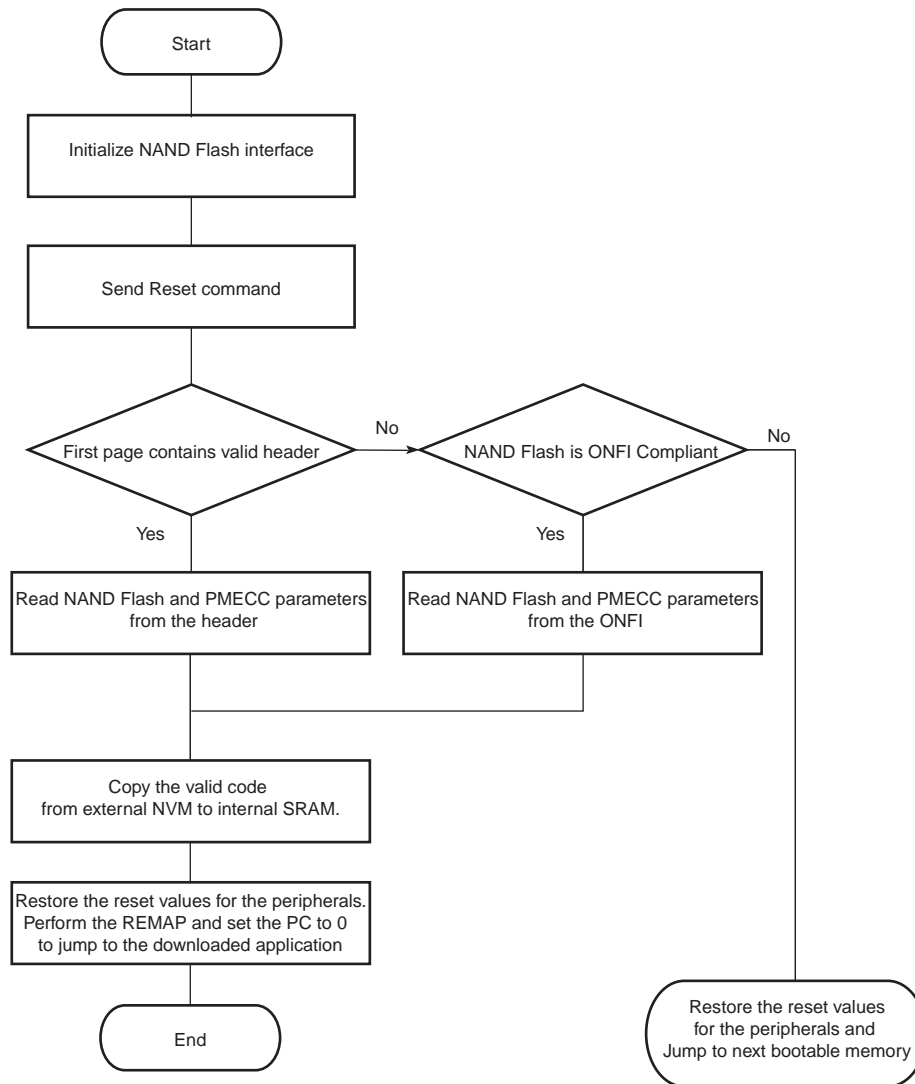 Start
Initialize NAND Flash interface
Send Reset command
First page contains valid header
No
NAND Flash is ONFI Compliant
No
Yes
Yes
Read NAND Flash and PMECC parameters
from the header
Read NAND Flash and PMECC parameters
from the ONFI
Copy the valid code
from external NVM to internal SRAM.
Restore the reset values for the peripherals.
Perform the REMAP and set the PC to 0
to jump to the downloaded application
End
Restore the reset values
for the peripherals and
Jump to next bootable memory